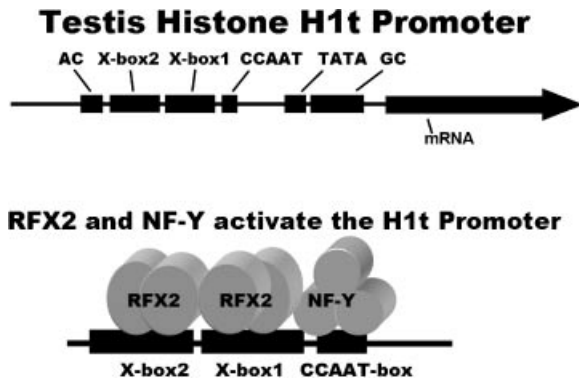 Testis Histone H1t Promoter
AC X-box2 X-box1 CCAAT TATA GC
mRNA
RFX2 and NF-Y activate the H1t Promoter
RFX2 RFX2 NF-Y
X-box2 X-box1 CCAAT-box